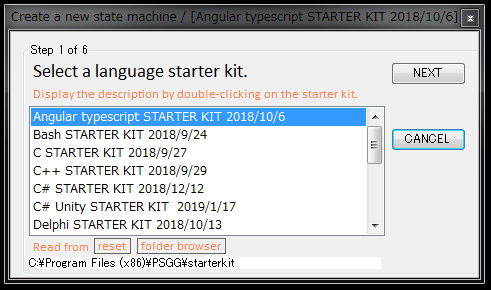 Create a new state machine / [Angular typescript STARTER KIT 2018/10/6]
Step 1 of 6
Select a language starter kit.
Display the description by double-clicking on the starter kit.
NEXT
CANCEL
Angular typescript STARTER KIT 2018/10/6
Bash STARTER KIT 2018/9/24
C STARTER KIT 2018/9/27
C++ STARTER KIT 2018/9/29
C# STARTER KIT 2018/12/12
C# Unity STARTER KIT  2019/1/17
Delphi STARTER KIT 2018/10/13
Read from reset folder browser
C:¥Program Files (x86)¥PSGG¥starterkit